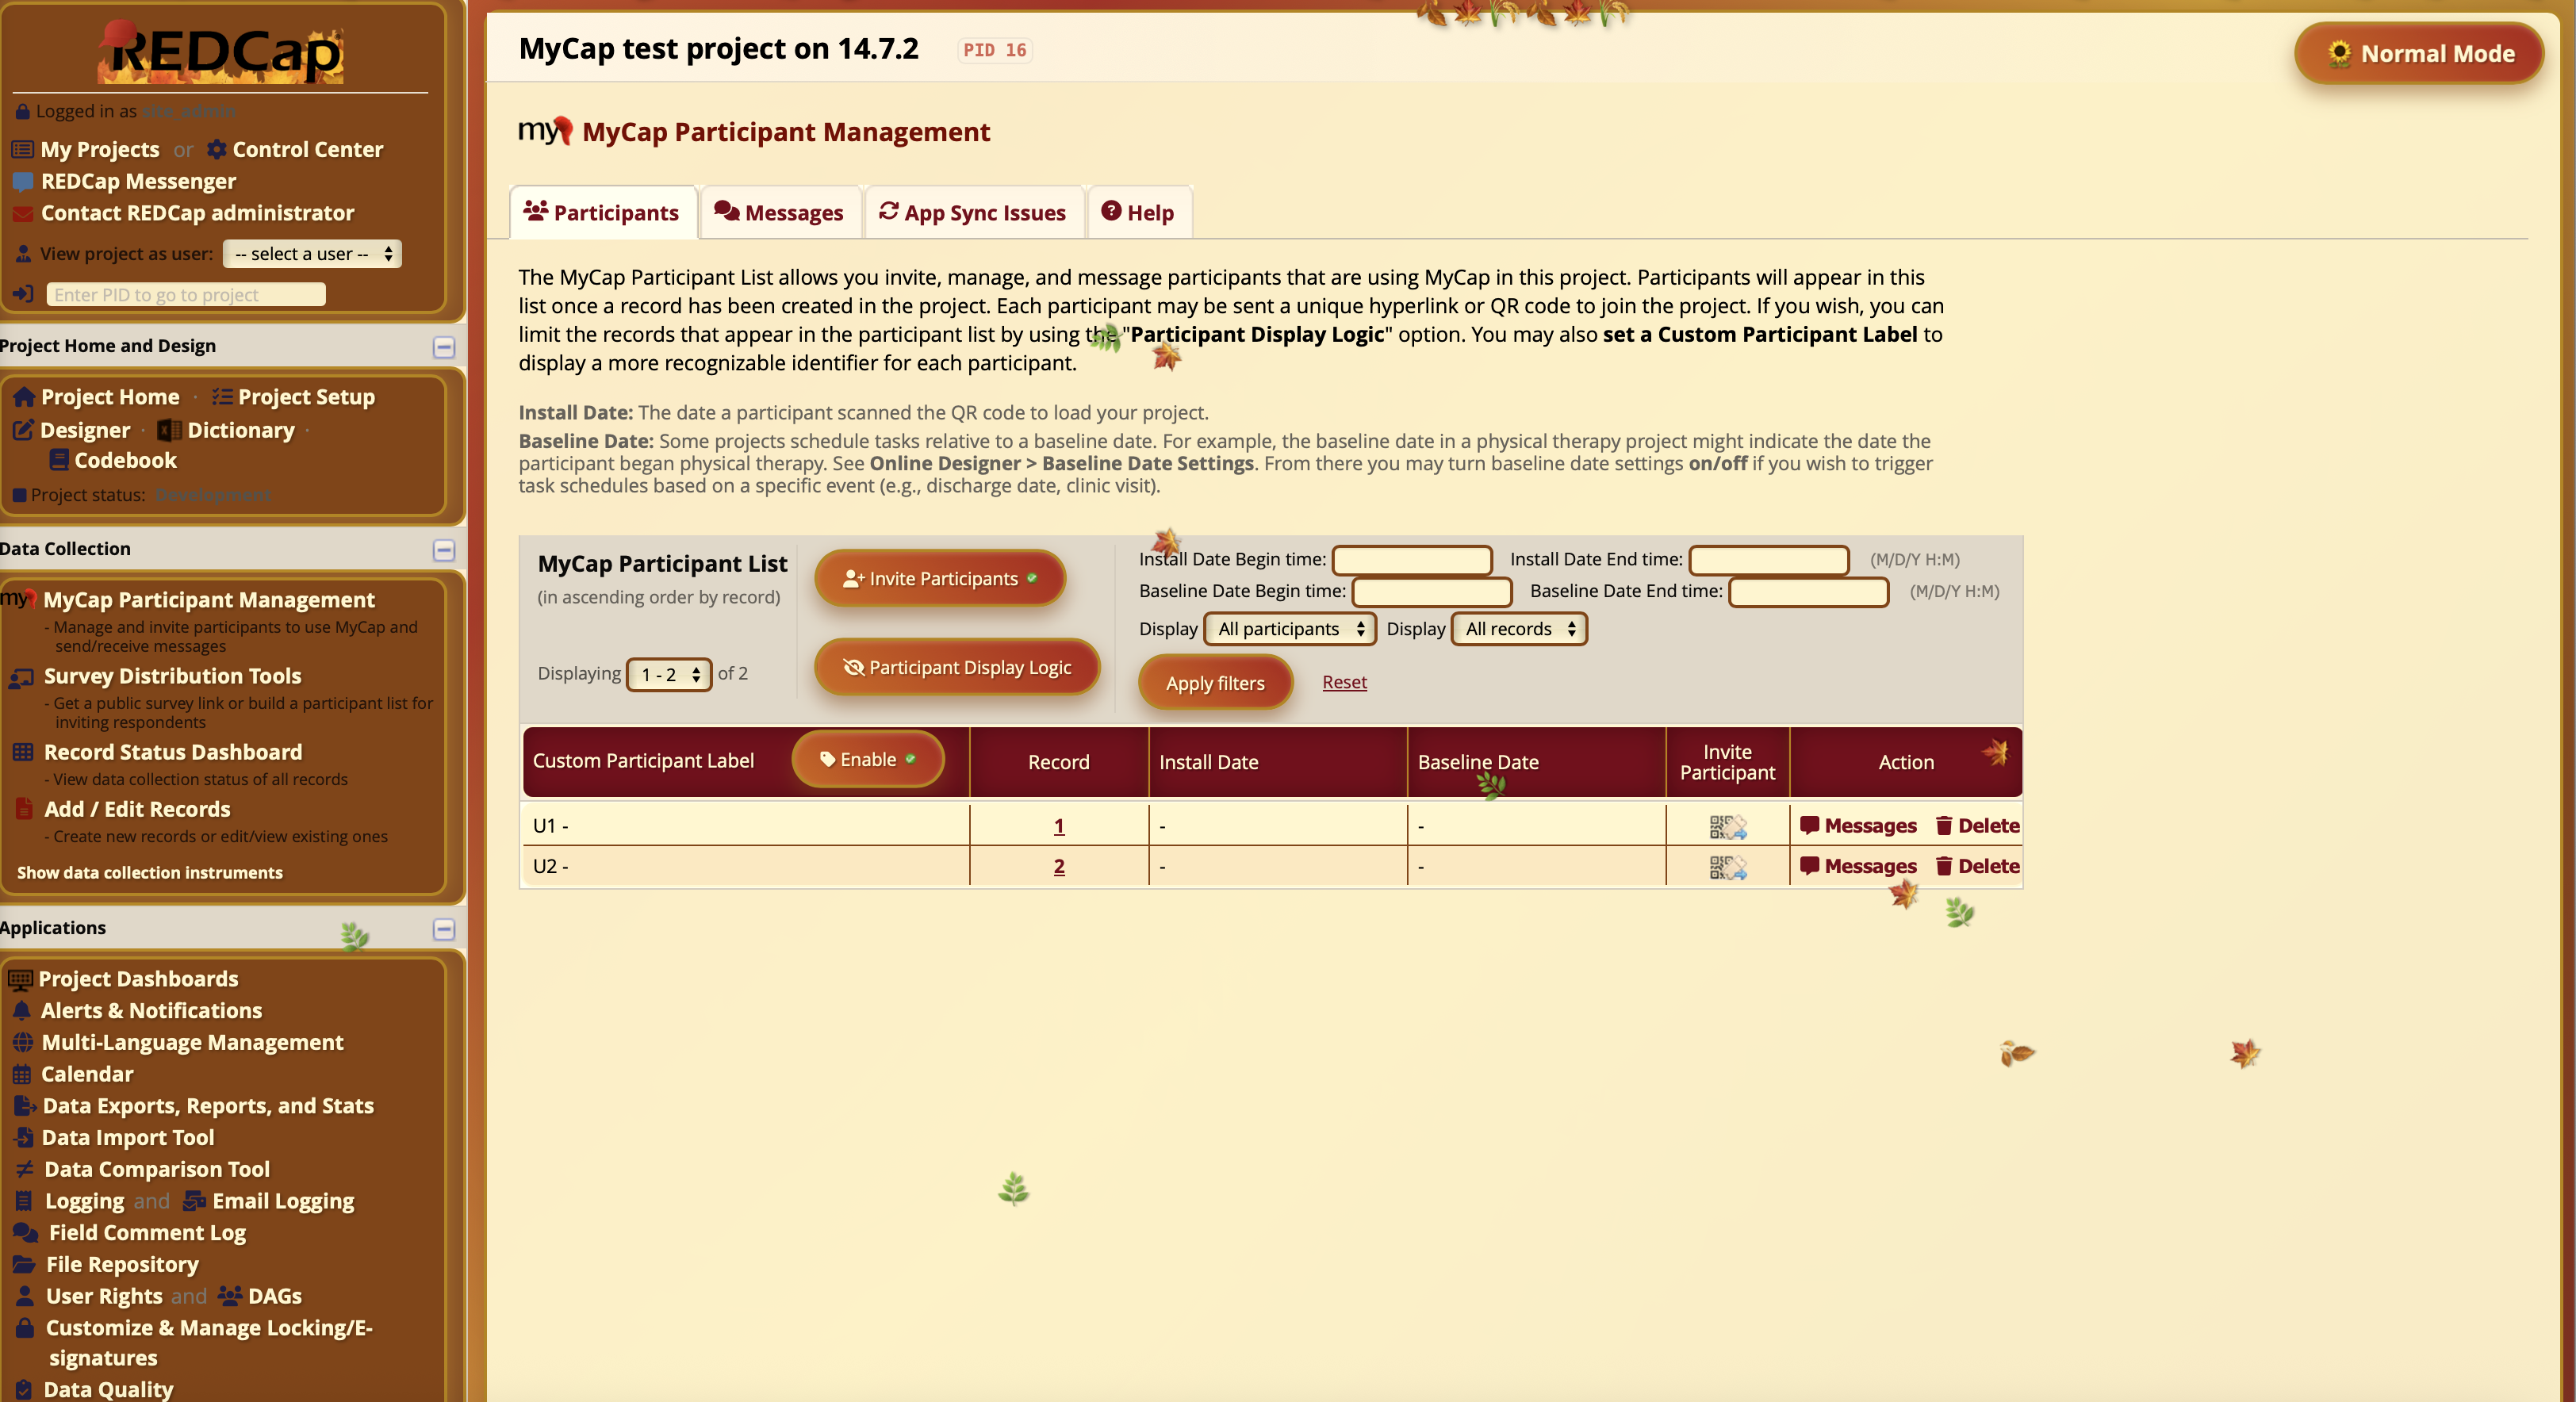 REDCap
Logged in as site_admin
My Projects or Control Center
REDCap Messenger
Contact REDCap administrator
View project as user: -- select a user --
Enter PID to go to project
Project Home and Design
Project Home · Project Setup
Designer · Dictionary ·
Codebook
Project status: Development
Data Collection
my MyCap Participant Management
- Manage and invite participants to use MyCap and
send/receive messages
Survey Distribution Tools
- Get a public survey link or build a participant list for
inviting respondents
Record Status Dashboard
- View data collection status of all records
Add / Edit Records
- Create new records or edit/view existing ones
Show data collection instruments
Applications
Project Dashboards
Alerts & Notifications
Multi-Language Management
Calendar
Data Exports, Reports, and Stats
Data Import Tool
Data Comparison Tool
Logging and Email Logging
Field Comment Log
File Repository
User Rights and DAGs
Customize & Manage Locking/E-
signatures
Data Quality
MyCap test project on 14.7.2 PID 16
Normal Mode
my MyCap Participant Management
Participants Messages App Sync Issues Help
The MyCap Participant List allows you invite, manage, and message participants that are using MyCap in this project. Participants will appear in this
list once a record has been created in the project. Each participant may be sent a unique hyperlink or QR code to join the project. If you wish, you can
limit the records that appear in the participant list by using the "Participant Display Logic" option. You may also set a Custom Participant Label to
display a more recognizable identifier for each participant.
Install Date: The date a participant scanned the QR code to load your project.
Baseline Date: Some projects schedule tasks relative to a baseline date. For example, the baseline date in a physical therapy project might indicate the date the
participant began physical therapy. See Online Designer > Baseline Date Settings. From there you may turn baseline date settings on/off if you wish to trigger
task schedules based on a specific event (e.g., discharge date, clinic visit).
MyCap Participant List
(in ascending order by record)
Displaying 1 - 2 of 2
Invite Participants
Participant Display Logic
Install Date Begin time: Install Date End time: (M/D/Y H:M)
Baseline Date Begin time: Baseline Date End time: (M/D/Y H:M)
Display All participants Display All records
Apply filters Reset
Custom Participant Label Enable Record Install Date Baseline Date Invite Participant Action
U1 - 1 - - Messages Delete
U2 - 2 - - Messages Delete